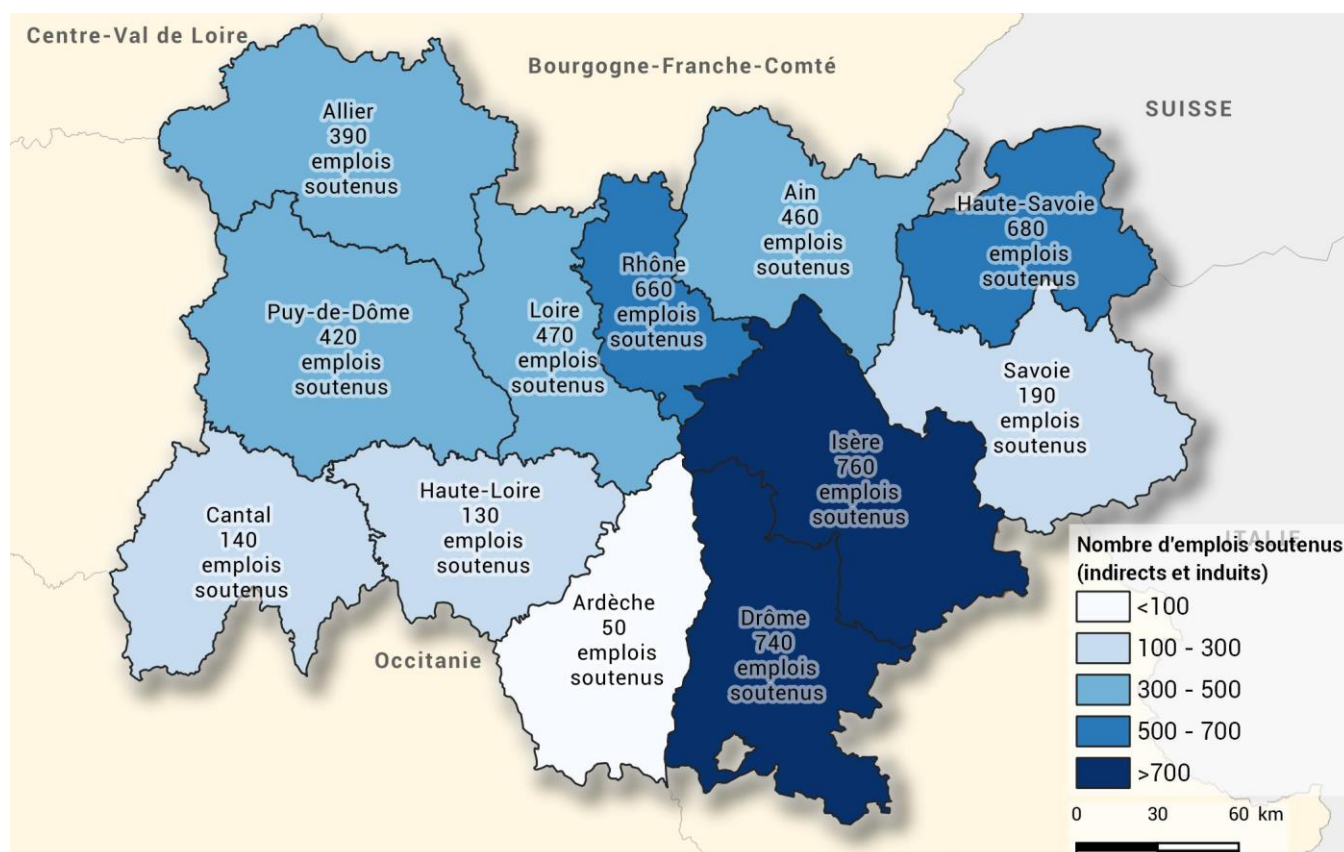 Centre-Val de Loire
Bourgogne-Franche-Comté
SUISSE
Allier
390
emplois
soutenus
Ain
460
emplois
soutenus
Haute-Savoie
680
emplois
soutenus
Rhône
660
emplois
soutenus
Puy-de-Dôme
420
emplois
soutenus
Loire
470
emplois
soutenus
Savoie
190
emplois
soutenus
Isère
760
emplois
soutenus
Cantal
140
emplois
soutenus
Haute-Loire
130
emplois
soutenus
Ardèche
50
emplois
soutenus
Drôme
740
emplois
soutenus
Occitanie
ITALIE
Nombre d'emplois soutenus
(indirects et induits)
<100
100 - 300
300 - 500
500 - 700
>700
0 30 60 km